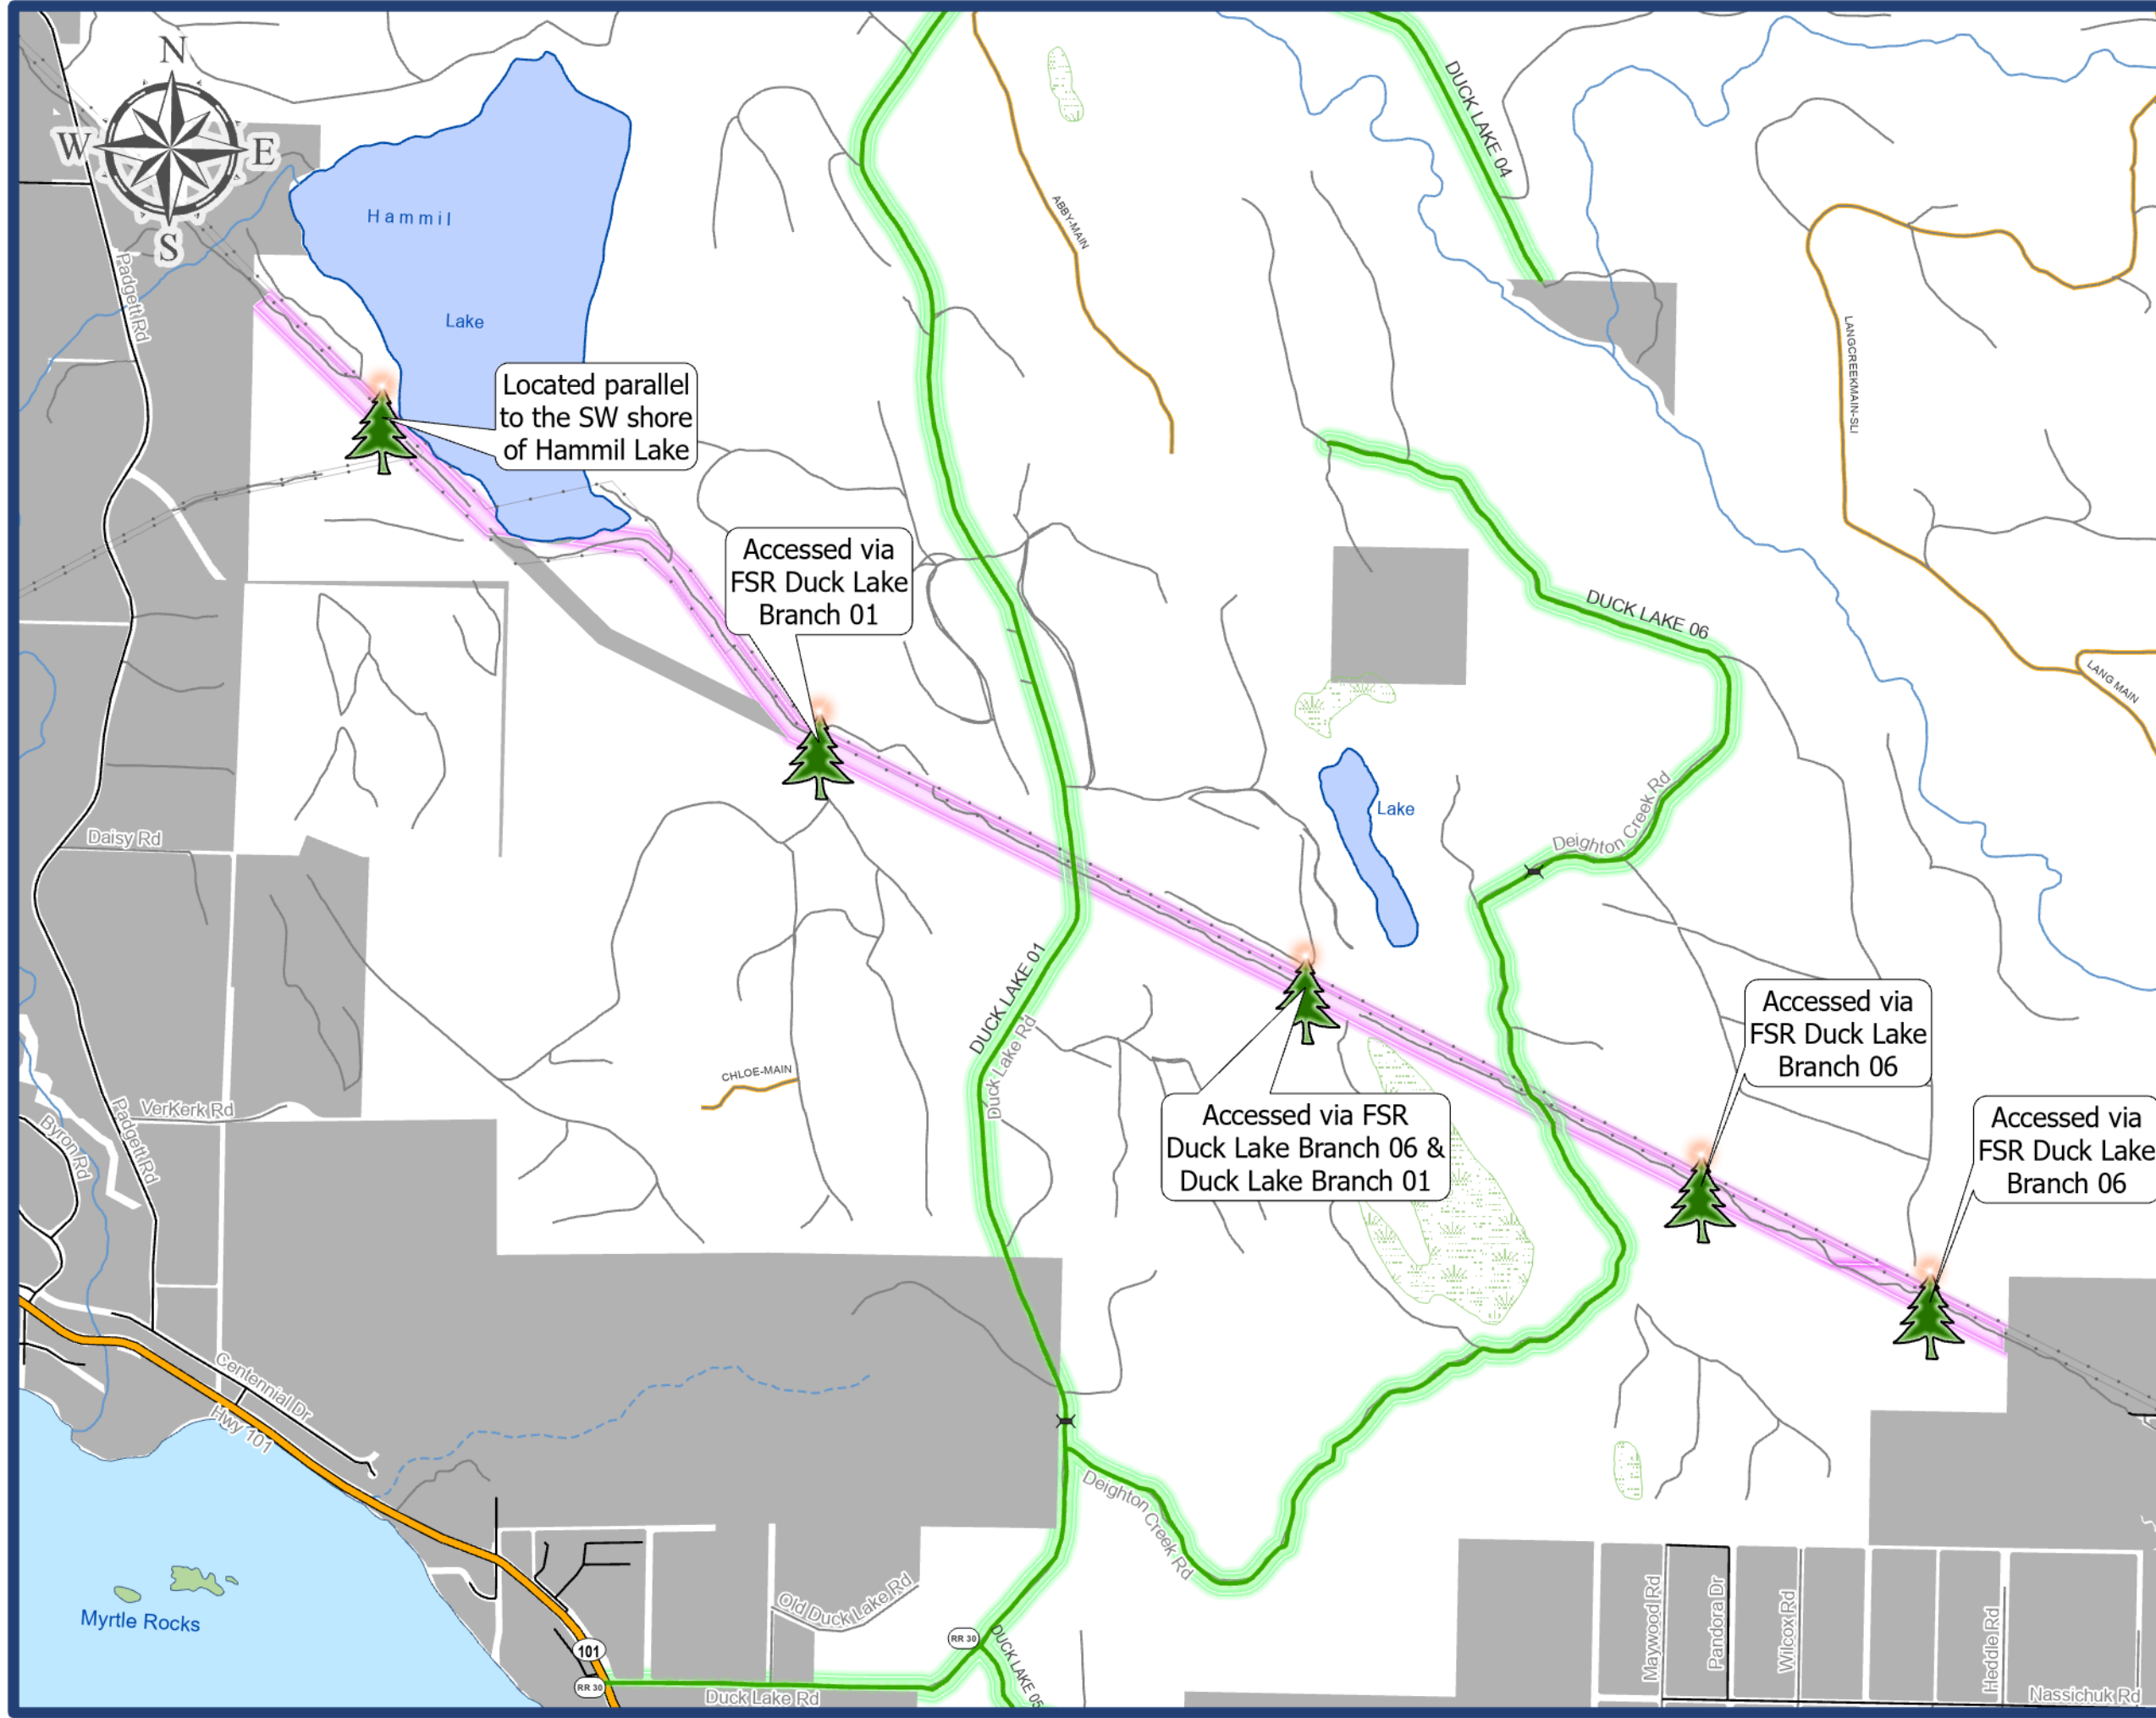 N
W
E
S
Hammil
Lake
Padgett Rd
ABBY-MAIN
DUCK LAKE 04
LANGCREEKMAIN-SLI
Located parallel
to the SW shore
of Hammil Lake
Accessed via
FSR Duck Lake
Branch 01
DUCK LAKE 06
LANG MAIN
Lake
Deighton Creek Rd
Daisy Rd
DUCK LAKE 01
Duck Lake Rd
CHLOE-MAIN
Accessed via
FSR Duck Lake
Branch 06
Accessed via FSR
Duck Lake Branch 06 &
Duck Lake Branch 01
Accessed via
FSR Duck Lake
Branch 06
VerKerk Rd
Byron Rd
Padgett Rd
Centennial Dr
Hwy 101
Deighton Creek Rd
Old Duck Lake Rd
Myrtle Rocks
101
RR 30
RR 30
DUCK LAKE 05
Duck Lake Rd
Maywood Rd
Pandora Dr
Wilcox Rd
Heddle Rd
Nassichuk Rd